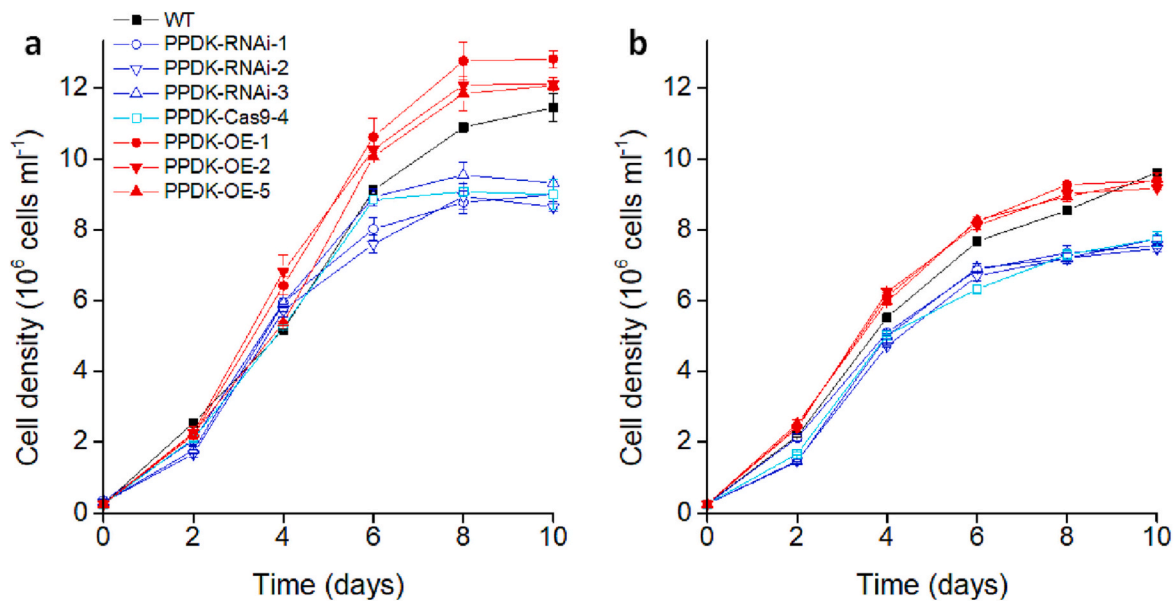 a
WT
PPDK-RNAi-1
PPDK-RNAi-2
PPDK-RNAi-3
PPDK-Cas9-4
PPDK-OE-1
PPDK-OE-2
PPDK-OE-5
Cell density (10⁶ cells ml⁻¹)
12
10
8
6
4
2
0
0 2 4 6 8 10
Time (days)
b
Cell density (10⁶ cells ml⁻¹)
12
10
8
6
4
2
0
0 2 4 6 8 10
Time (days)